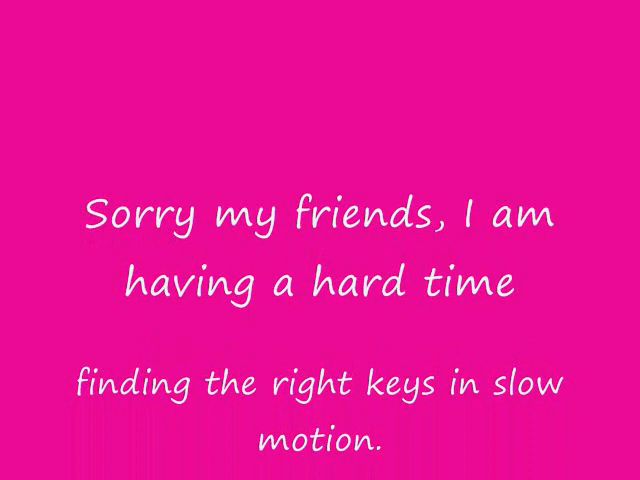 Sorry my friends, I am
having a hard time
finding the right keys in slow
motion.